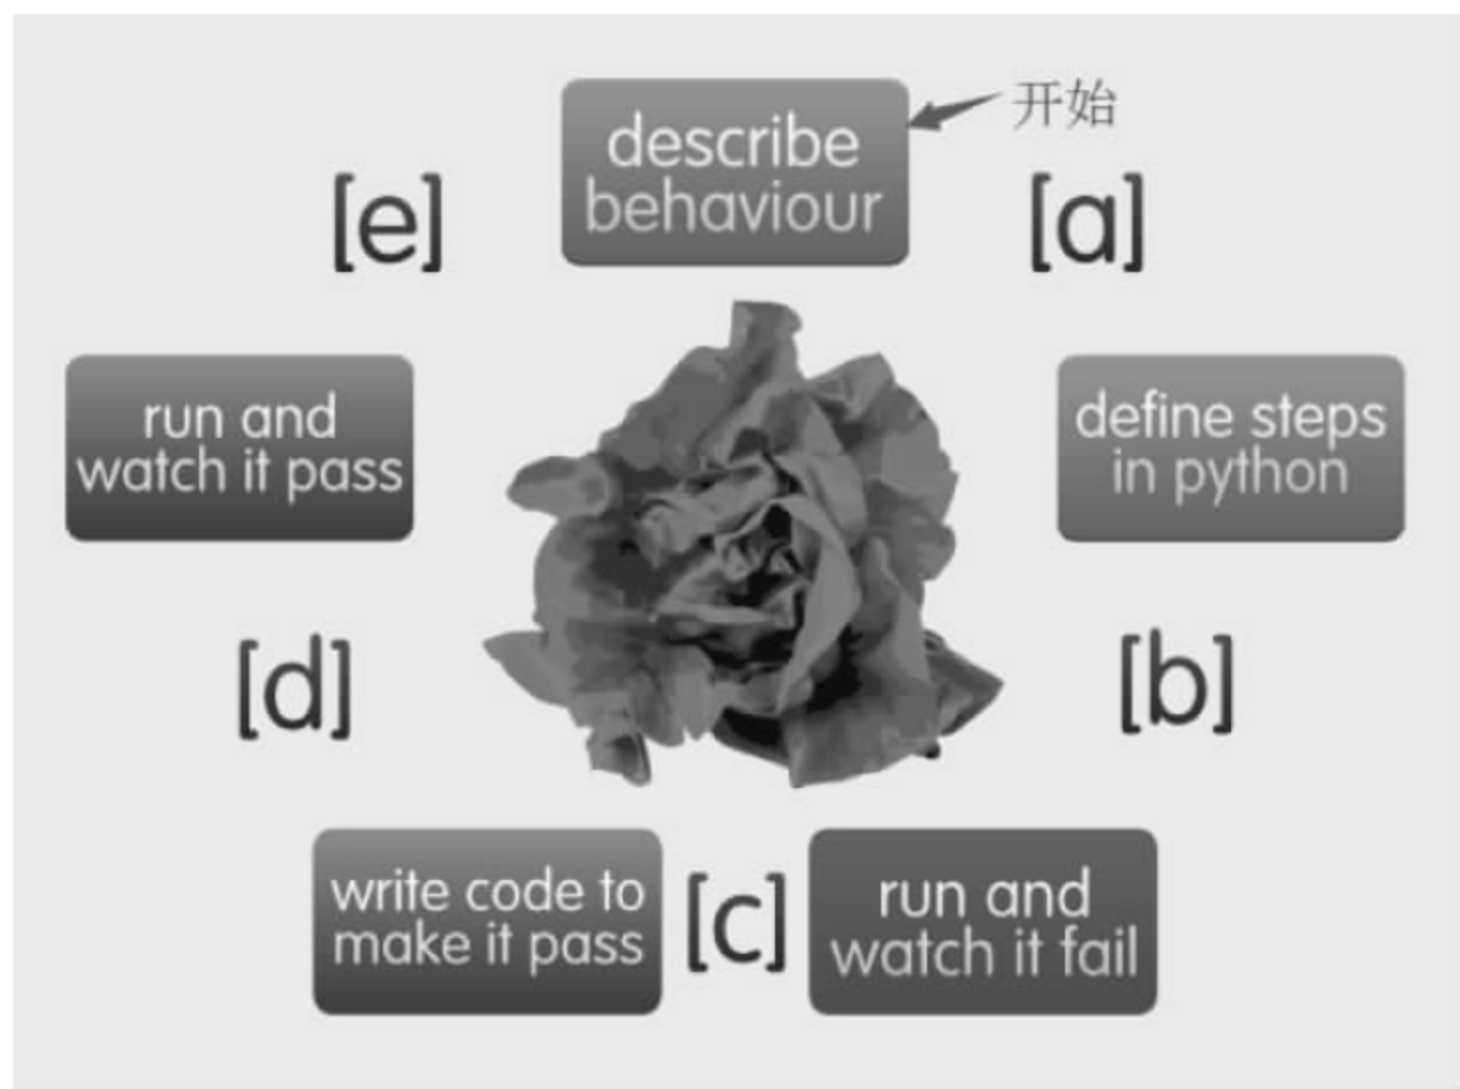 describe
behaviour
开始
[a]
define steps
in python
[b]
run and
watch it fail
[c]
write code to
make it pass
[d]
run and
watch it pass
[e]